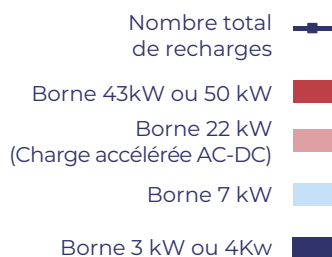 Nombre total
de recharges
Borne 43kW ou 50 kW
Borne 22 kW
(Charge accélérée AC-DC)
Borne 7 kW
Borne 3 kW ou 4Kw